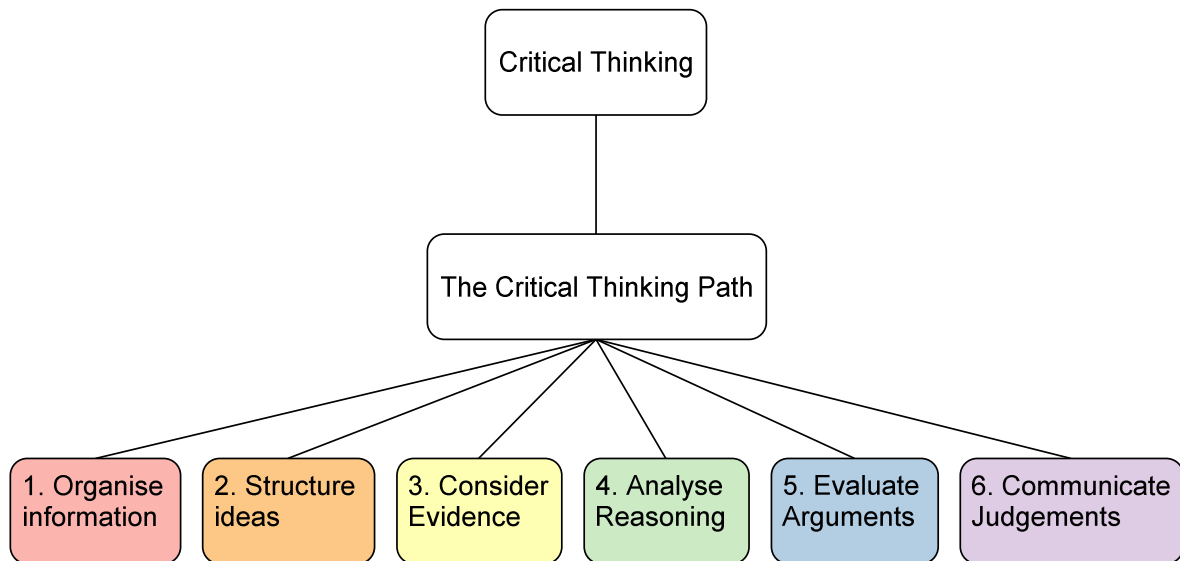 Critical Thinking
The Critical Thinking Path
1. Organise
information
2. Structure
ideas
3. Consider
Evidence
4. Analyse
Reasoning
5. Evaluate
Arguments
6. Communicate
Judgements